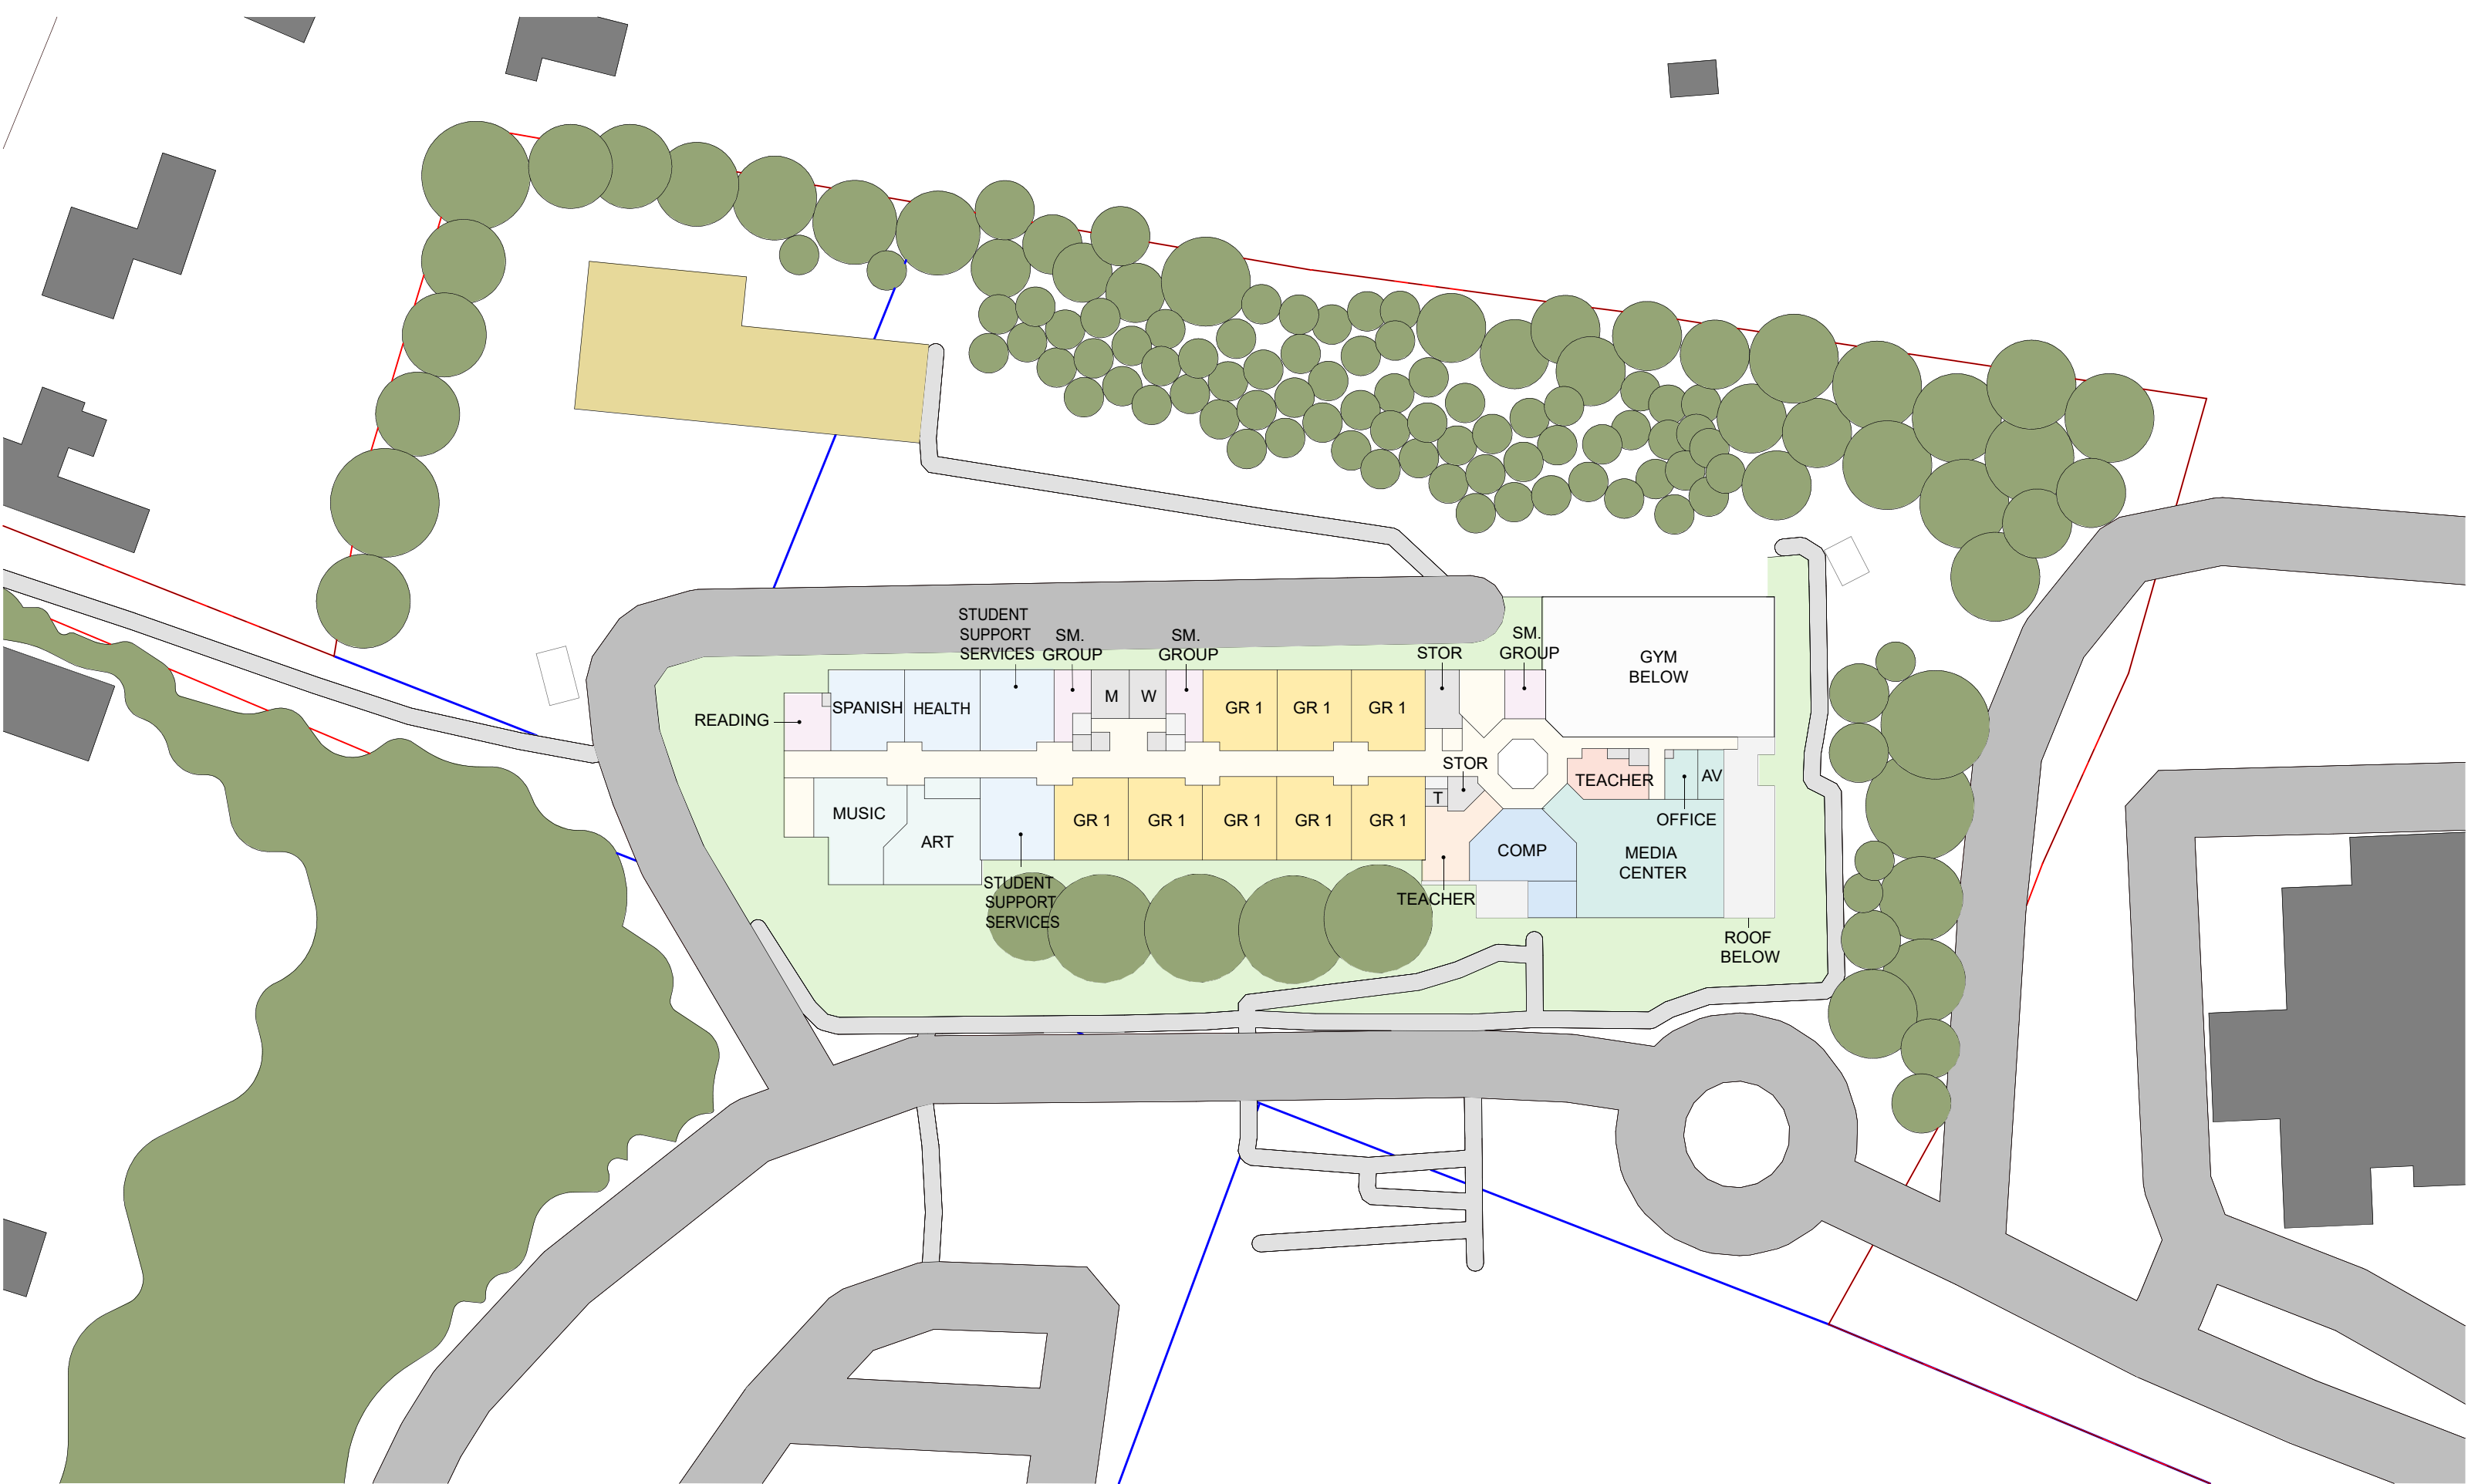 STUDENT
SUPPORT
SERVICES
SM.
GROUP
SM.
GROUP
STOR
SM.
GROUP
GYM
BELOW
READING
SPANISH
HEALTH
M
W
GR 1
GR 1
GR 1
STOR
TEACHER
AV
T
MUSIC
ART
GR 1
GR 1
GR 1
GR 1
GR 1
OFFICE
COMP
MEDIA
CENTER
STUDENT
SUPPORT
SERVICES
TEACHER
ROOF
BELOW